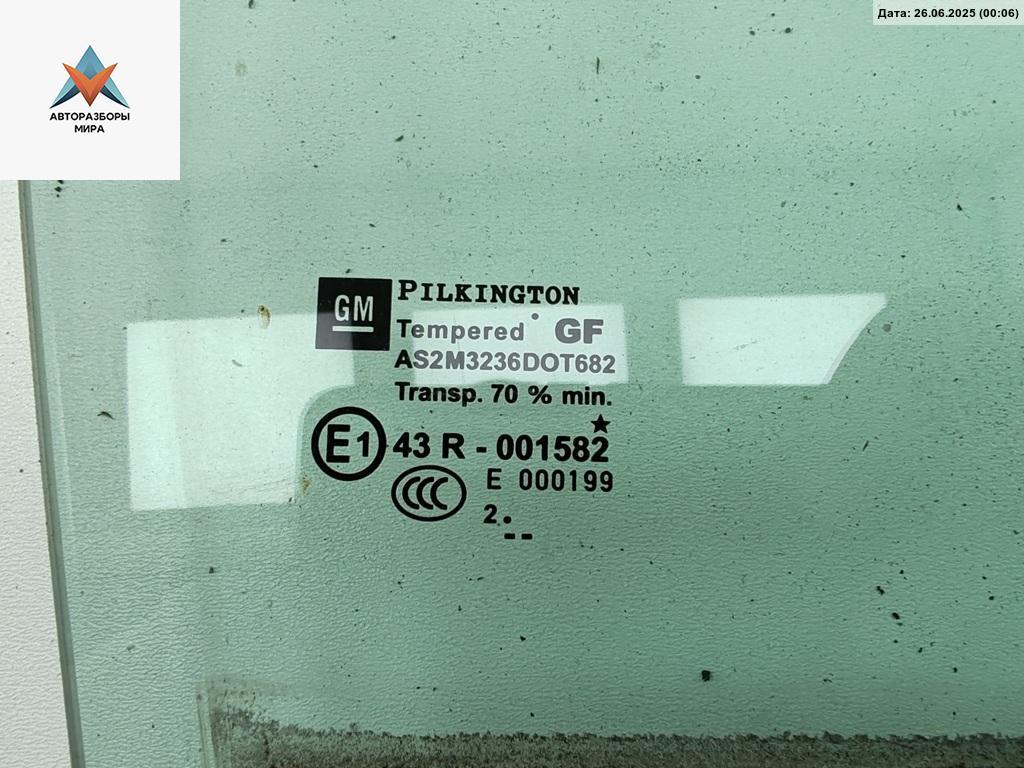 Дата: 26.06.2025 (00:06)
АВТОРАЗБОРЫ
МИРА
GM
PILKINGTON
Tempered GF
AS2M3236DOT682
Transp. 70 % min.
E1 43 R - 001582
CCC E 000199
2